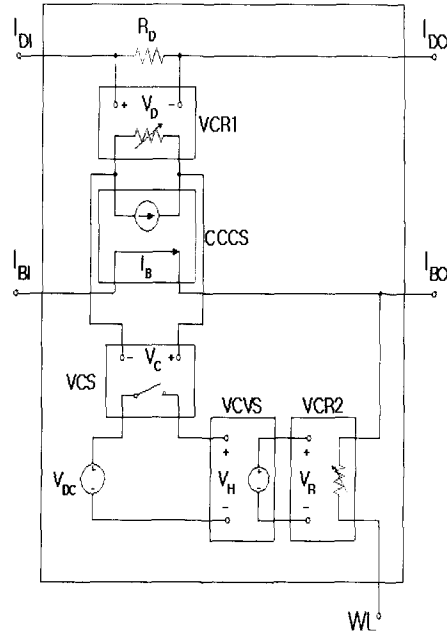 I_DI R_D I_DO
+ V_D - VCR1
CCCS
I_BI I_B I_BO
- V_C +
VCS VCVS VCR2
+ +
V_DC V_H V_R
- -
WL